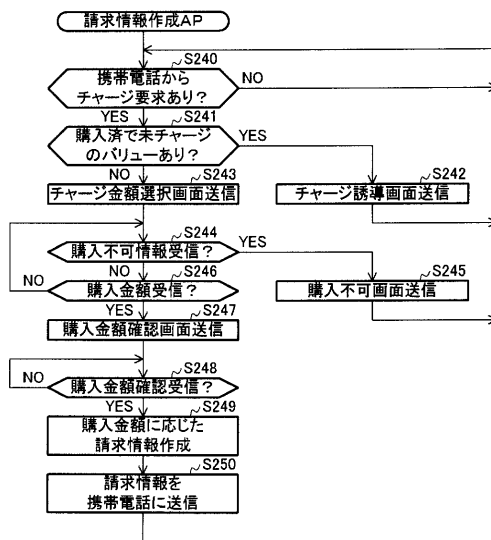 請求情報作成AP
S240
携帯電話から
チャージ要求あり?
NO
YES
S241
購入済で未チャージ
のバリューあり?
YES
NO
S243
チャージ金額選択画面送信
S242
チャージ誘導画面送信
S244
購入不可情報受信?
YES
NO
S246
購入金額受信?
NO
S245
購入不可画面送信
YES
S247
購入金額確認画面送信
S248
NO
購入金額確認受信?
YES
S249
購入金額に応じた
請求情報作成
S250
請求情報を
携帯電話に送信